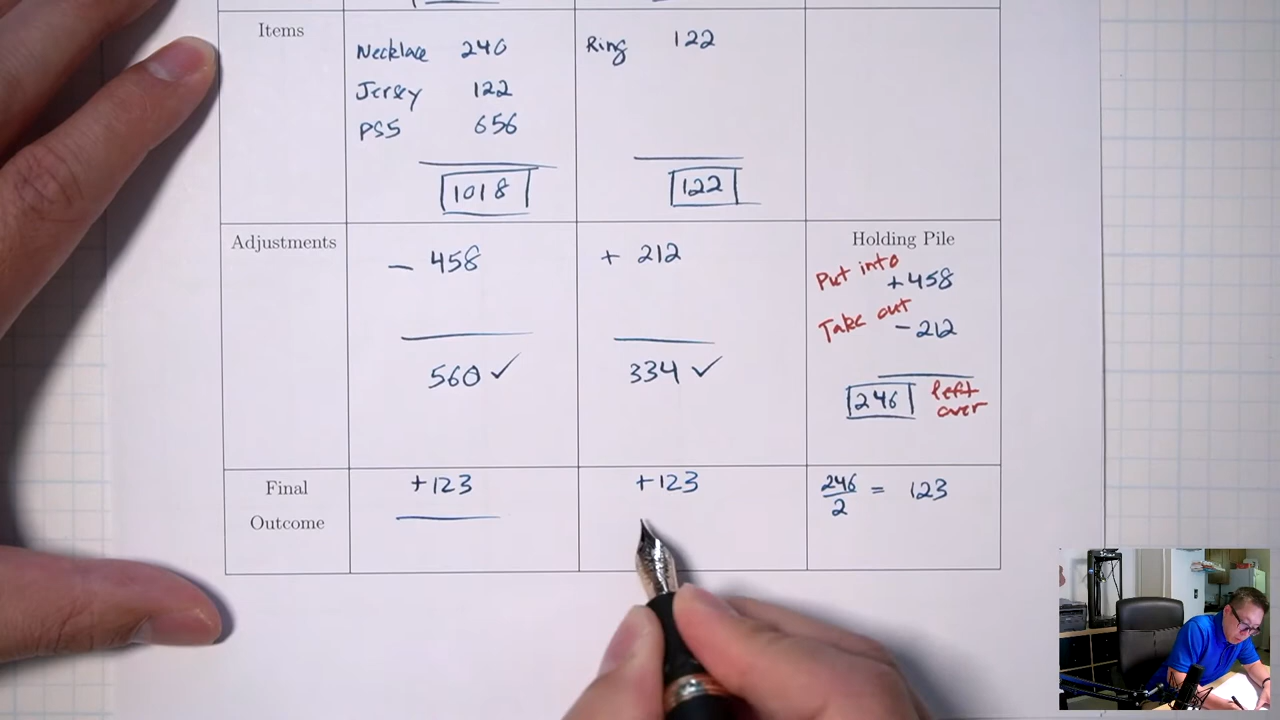 Items
Necklace 240
Jersey 122
PS5 656
1018
Ring 122
122
Adjustments
- 458
560 ✓
+ 212
334 ✓
Holding Pile
Put into +458
Take out - 212
246 left over
Final
Outcome
+123
+123
246/2 = 123